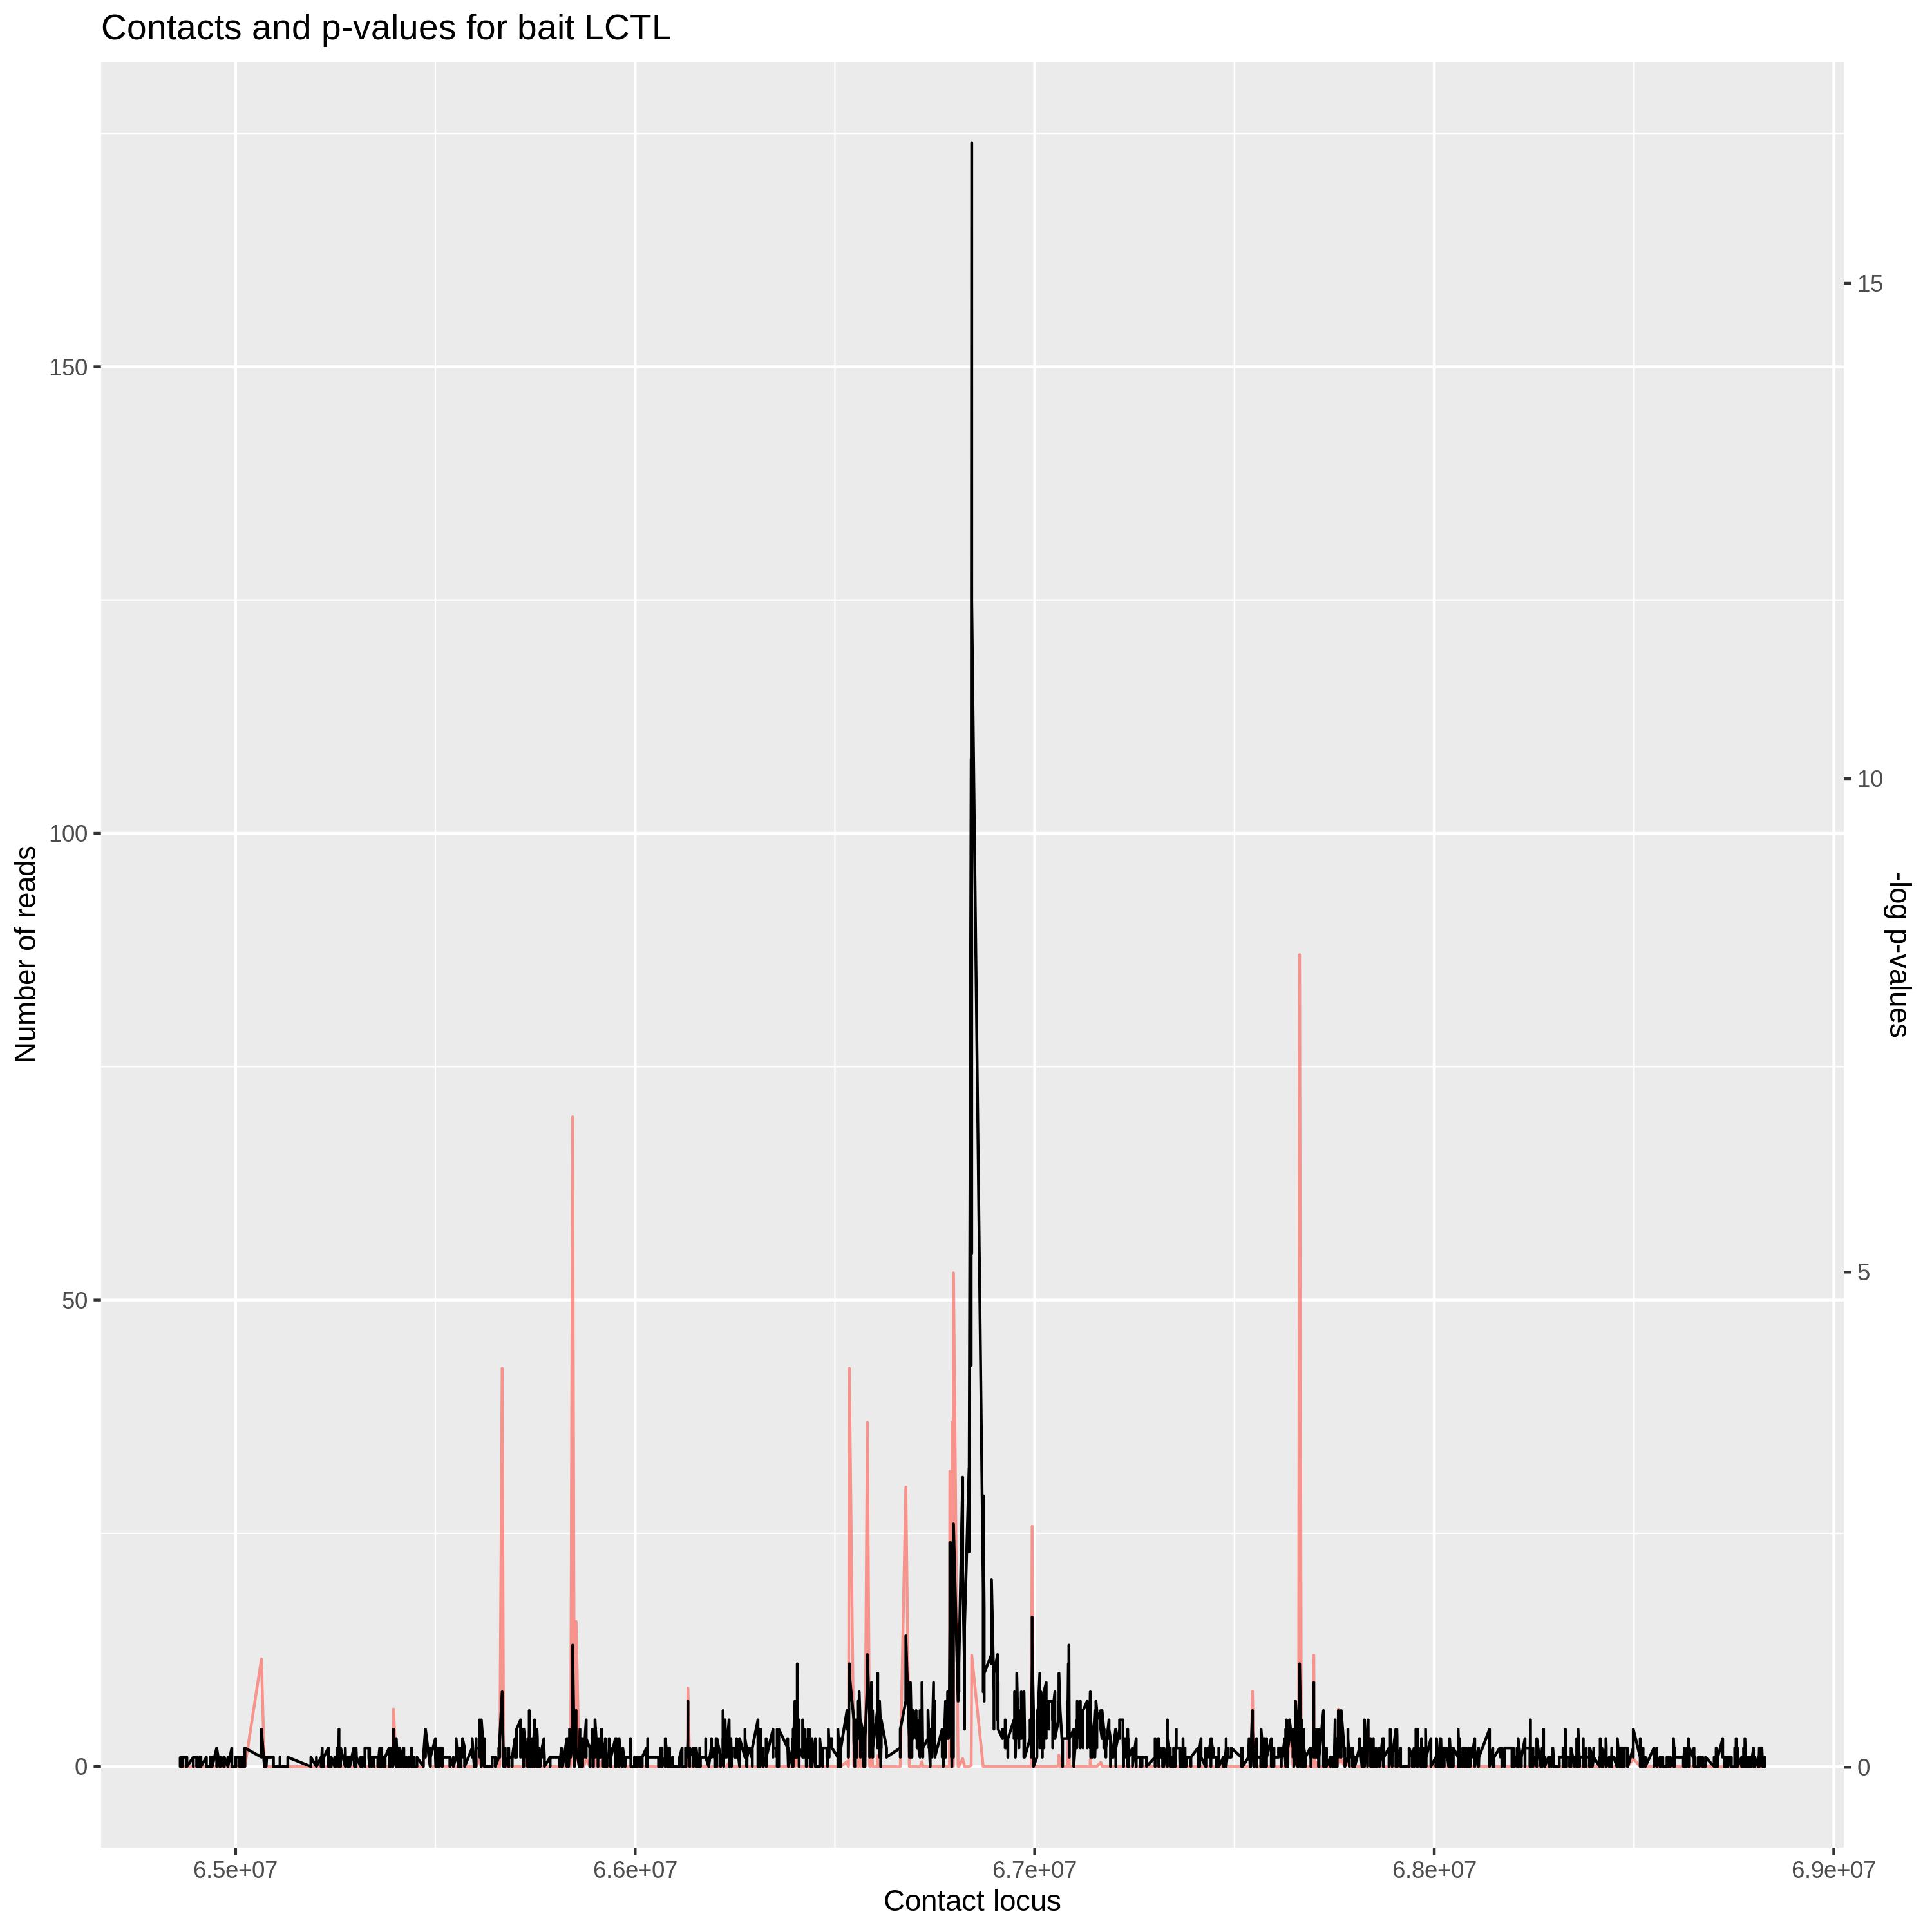 Contacts and p-values for bait LCTL
150
100
50
0
Number of reads
15
10
5
0
-log p-values
6.5e+07
6.6e+07
6.7e+07
6.8e+07
6.9e+07
Contact locus